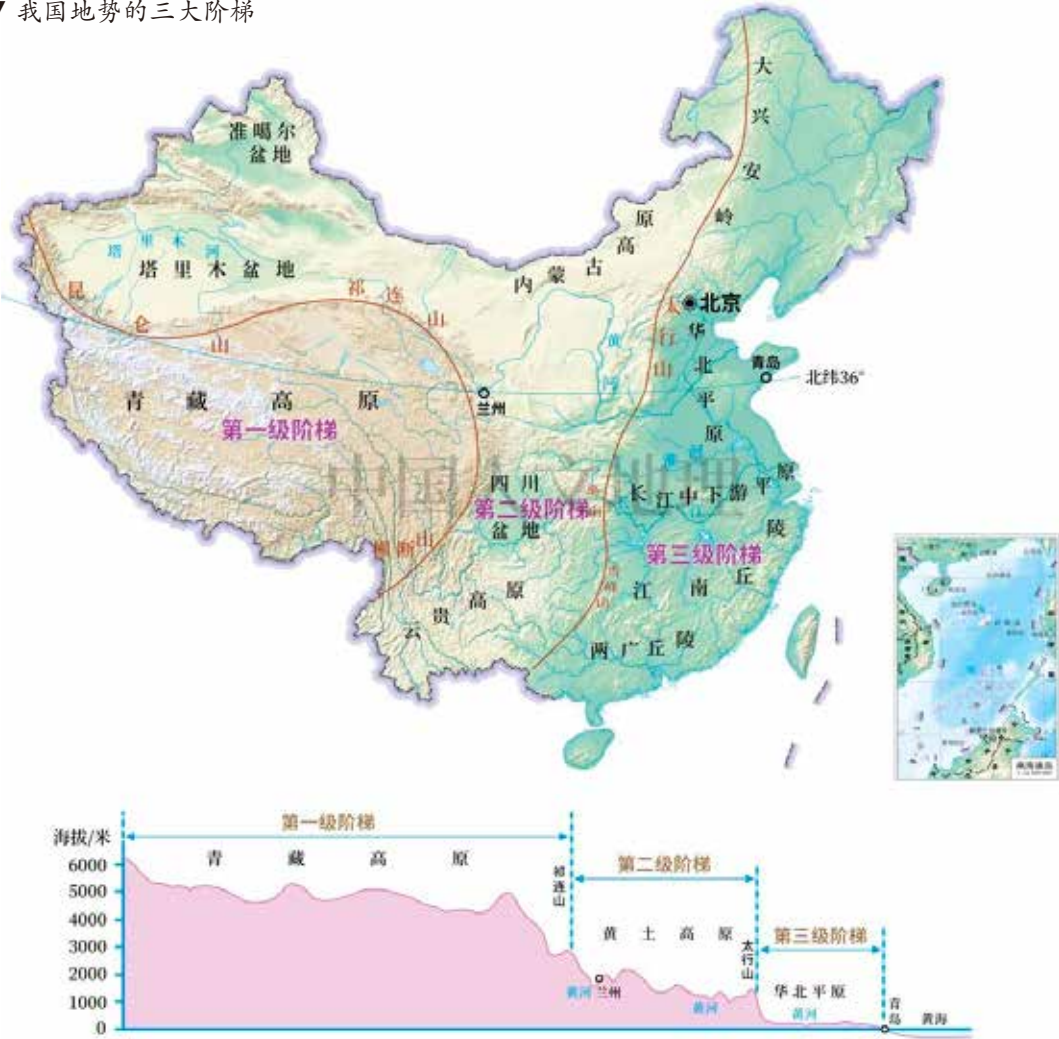 我国地势的三大阶梯
准噶尔
盆地
大兴安岭
塔里木河
塔里木盆地
内蒙古高原
昆仑山
祁连山
太行山
北京
黄河
华北平原
青岛
北纬36°
兰州
青藏高原
第一级阶梯
四川
盆地
第二级阶梯
长江中下游平原
第三级阶梯
横断山
江南丘陵
云贵高原
两广丘陵
第一级阶梯
海拔/米
青藏高原
祁连山
第二级阶梯
黄土高原
太行山
第三级阶梯
华北平原
6000
5000
4000
3000
2000
1000
0
黄河
兰州
黄河
黄河
青岛
黄海